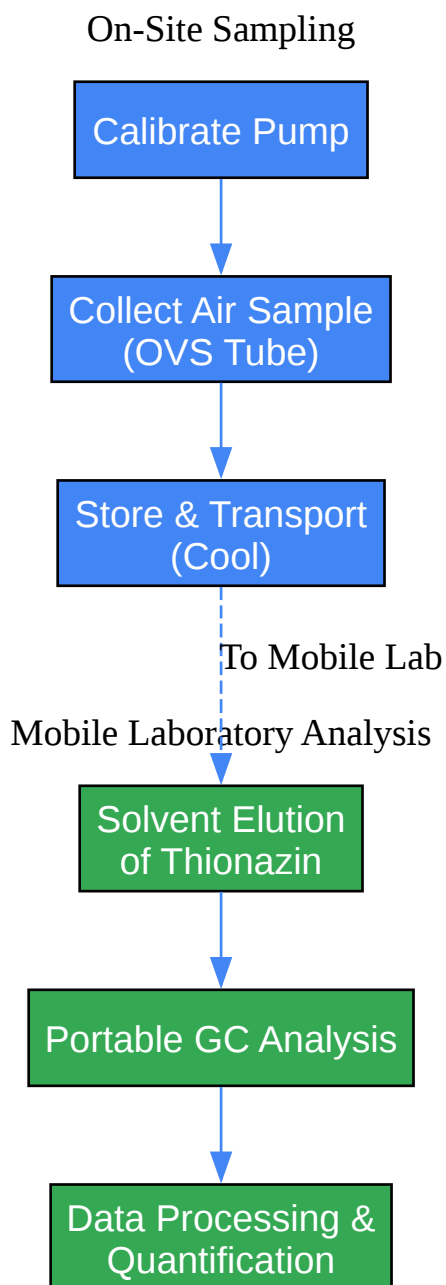 On-Site Sampling
Calibrate Pump
Collect Air Sample
(OVS Tube)
Store & Transport
(Cool)
To Mobile Lab
Mobile Laboratory Analysis
Solvent Elution
of Thionazin
Portable GC Analysis
Data Processing &
Quantification